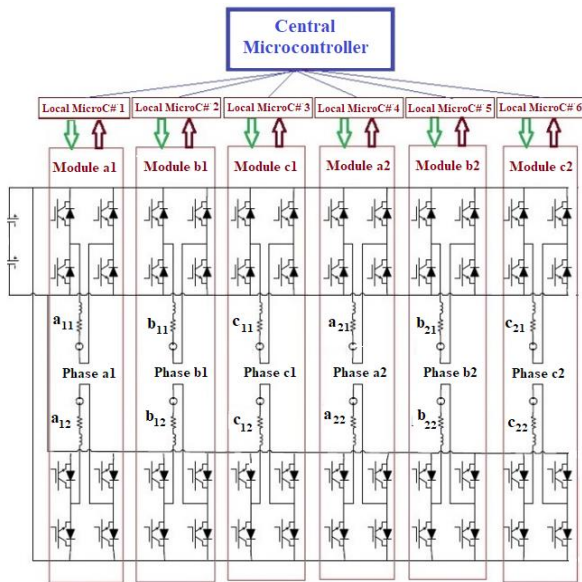 Central
Microcontroller
Local MicroC# 1 Local MicroC# 2 Local MicroC# 3 Local MicroC# 4 Local MicroC# 5 Local MicroC# 6
Module a1 Module b1 Module c1 Module a2 Module b2 Module c2
a11 b11 c11 a21 b21 c21
Phase a1 Phase b1 Phase c1 Phase a2 Phase b2 Phase c2
a12 b12 c12 a22 b22 c22